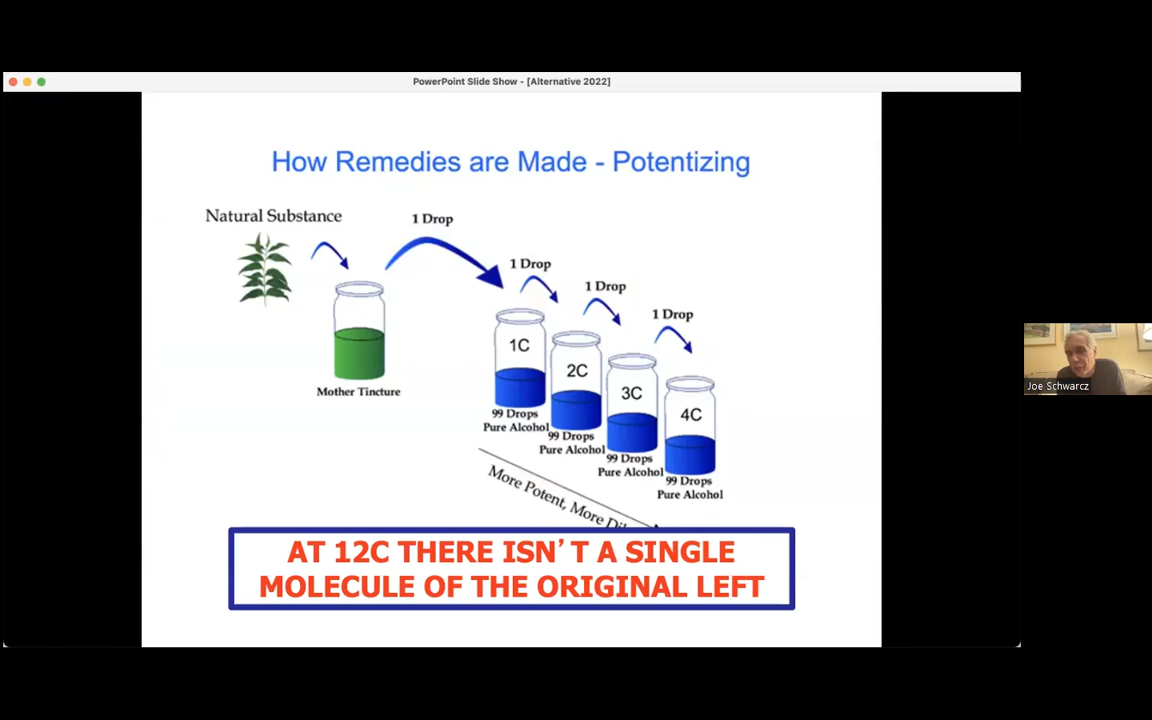 PowerPoint Slide Show - [Alternative 2022]
How Remedies are Made - Potentizing
Natural Substance
1 Drop
1 Drop
1 Drop
1 Drop
1C
2C
3C
4C
Mother Tincture
99 Drops
Pure Alcohol
99 Drops
Pure Alcohol
99 Drops
Pure Alcohol
99 Drops
Pure Alcohol
More Potent, More
AT 12C THERE ISN’T A SINGLE
MOLECULE OF THE ORIGINAL LEFT
Joe Schwarcz